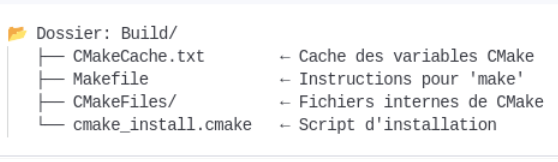 📂 Dossier: Build/
├── CMakeCache.txt ← Cache des variables CMake
├── Makefile ← Instructions pour 'make'
├── CMakeFiles/ ← Fichiers internes de CMake
└── cmake_install.cmake ← Script d'installation